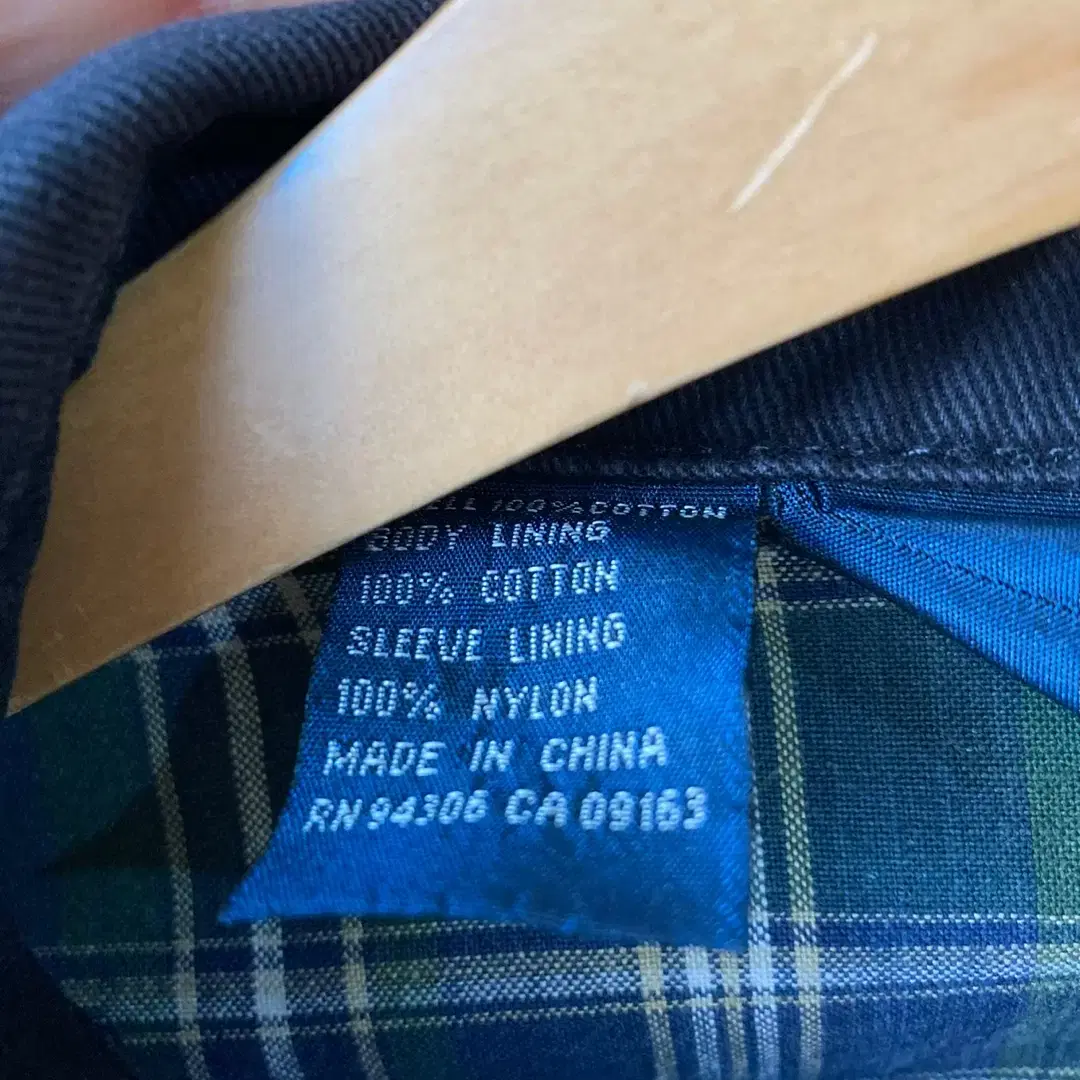 100% COTTON
BODY LINING
100% COTTON
SLEEVE LINING
100% NYLON
MADE IN CHINA
RN 94306 CA 09163